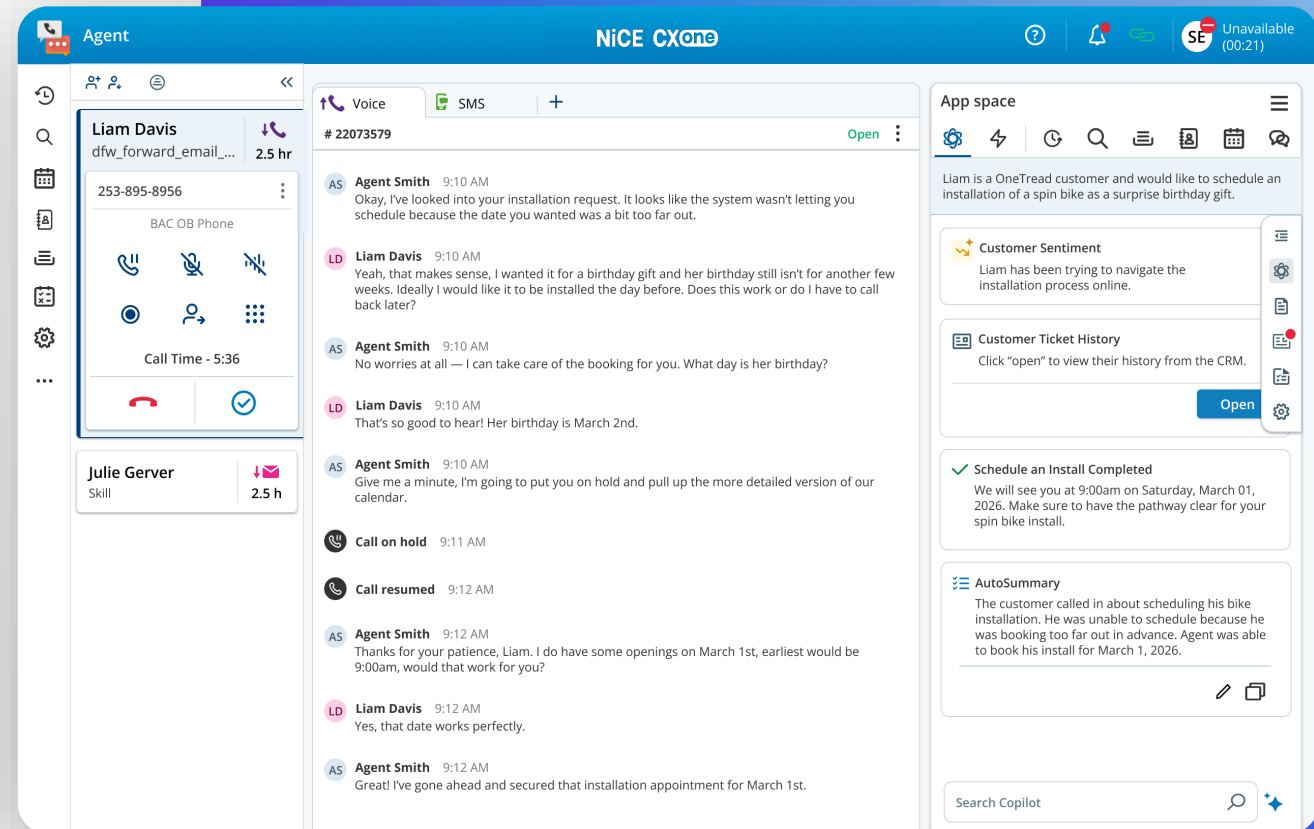 Agent
NiCE CXone
?
SE
Unavailable
(00:21)
Liam Davis
dfw_forward_email_...
2.5 hr
253-895-8956
BAC OB Phone
Call Time - 5:36
Julie Gerver
Skill
2.5 h
Voice
SMS
# 22073579
Open
AS
Agent Smith 9:10 AM
Okay, I’ve looked into your installation request. It looks like the system wasn’t letting you
schedule because the date you wanted was a bit too far out.
LD
Liam Davis 9:10 AM
Yeah, that makes sense, I wanted it for a birthday gift and her birthday still isn’t for another few
weeks. Ideally I would like it to be installed the day before. Does this work or do I have to call
back later?
AS
Agent Smith 9:10 AM
No worries at all — I can take care of the booking for you. What day is her birthday?
LD
Liam Davis 9:10 AM
That’s so good to hear! Her birthday is March 2nd.
AS
Agent Smith 9:10 AM
Give me a minute, I’m going to put you on hold and pull up the more detailed version of our
calendar.
Call on hold 9:11 AM
Call resumed 9:12 AM
AS
Agent Smith 9:12 AM
Thanks for your patience, Liam. I do have some openings on March 1st, earliest would be
9:00am, would that work for you?
LD
Liam Davis 9:12 AM
Yes, that date works perfectly.
AS
Agent Smith 9:12 AM
Great! I’ve gone ahead and secured that installation appointment for March 1st.
App space
Liam is a OneTread customer and would like to schedule an
installation of a spin bike as a surprise birthday gift.
Customer Sentiment
Liam has been trying to navigate the
installation process online.
Customer Ticket History
Click “open” to view their history from the CRM.
Open
Schedule an Install Completed
We will see you at 9:00am on Saturday, March 01,
2026. Make sure to have the pathway clear for your
spin bike install.
AutoSummary
The customer called in about scheduling his bike
installation. He was unable to schedule because he
was booking too far out in advance. Agent was able
to book his install for March 1, 2026.
Search Copilot